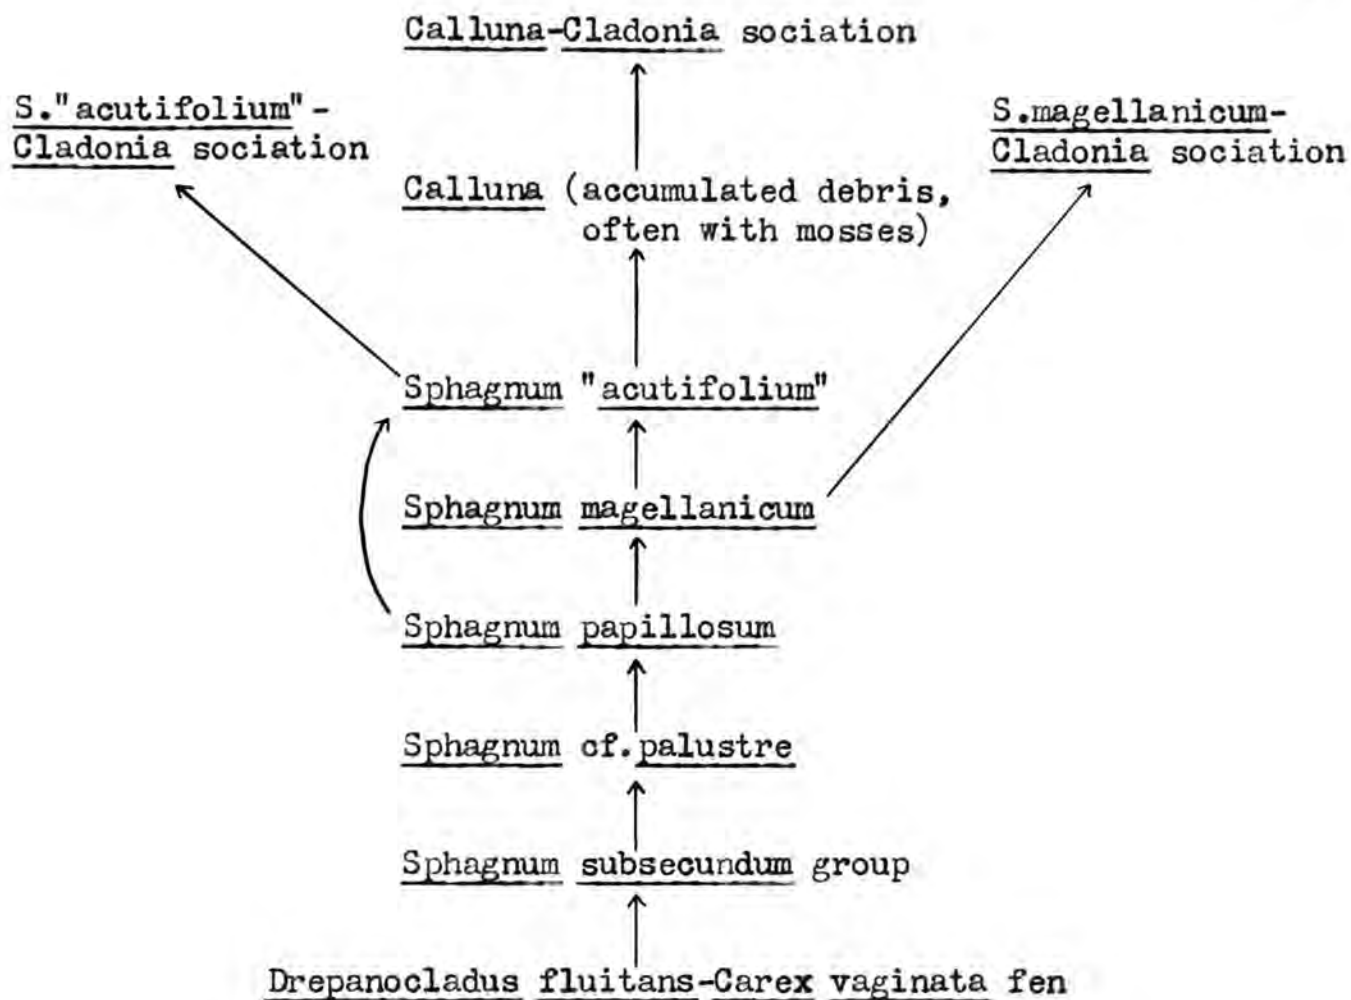 Calluna-Cladonia sociation
S."acutifolium"-
Cladonia sociation
S.magellanicum-
Cladonia sociation
Calluna (accumulated debris,
often with mosses)
Sphagnum "acutifolium"
Sphagnum magellanicum
Sphagnum papillosum
Sphagnum cf.palustre
Sphagnum subsecundum group
Drepanocladus fluitans-Carex vaginata fen